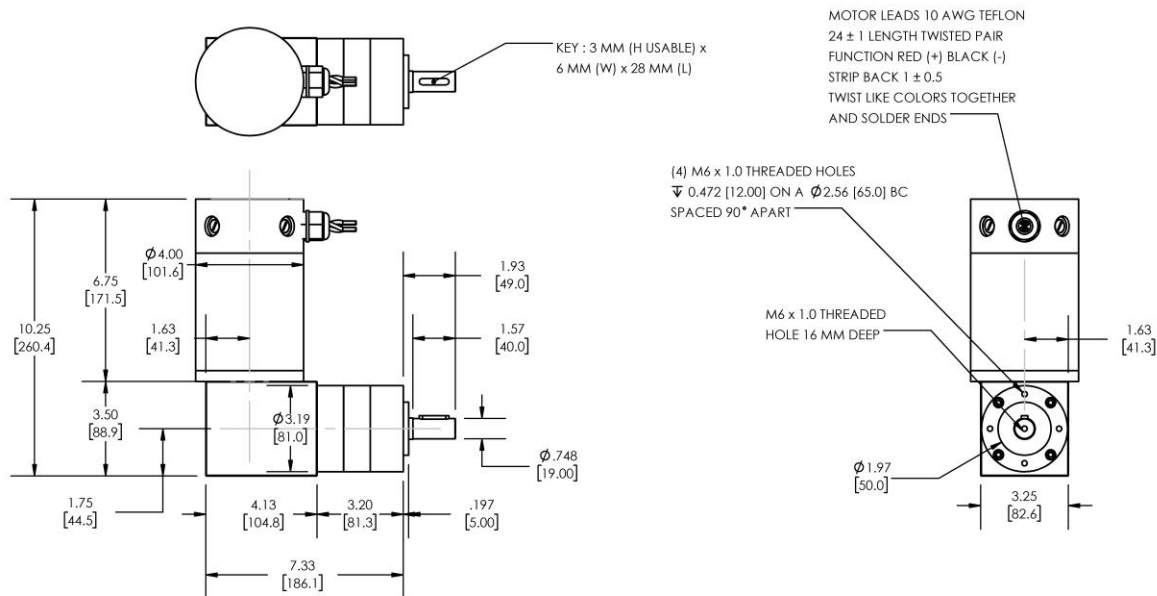 KEY : 3 MM (H USABLE) x
6 MM (W) x 28 MM (L)
MOTOR LEADS 10 AWG TEFLON
24 ± 1 LENGTH TWISTED PAIR
FUNCTION RED (+) BLACK (-)
STRIP BACK 1 ± 0.5
TWIST LIKE COLORS TOGETHER
AND SOLDER ENDS
(4) M6 x 1.0 THREADED HOLES
↧ 0.472 [12.00] ON A Ø2.56 [65.0] BC
SPACED 90° APART
M6 x 1.0 THREADED
HOLE 16 MM DEEP
10.25
[260.4]
6.75
[171.5]
Ø4.00
[101.6]
1.63
[41.3]
1.93
[49.0]
1.57
[40.0]
3.50
[88.9]
Ø3.19
[81.0]
Ø.748
[19.00]
1.75
[44.5]
4.13
[104.8]
3.20
[81.3]
.197
[5.00]
7.33
[186.1]
1.63
[41.3]
Ø1.97
[50.0]
3.25
[82.6]